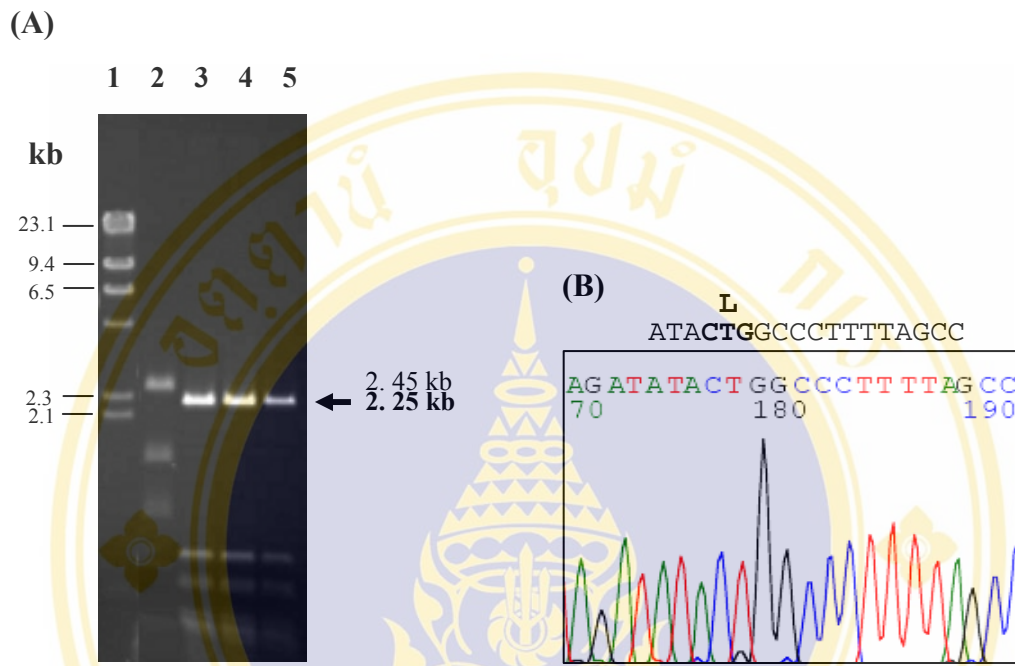 (A)
1 2 3 4 5
kb
23.1
9.4
6.5
2.3
2.1
2. 45 kb
2. 25 kb
(B)
L
ATACTGGCCCTTTTAGCC
AGATATACTGGCCCTTTTAGCC
70 180 190